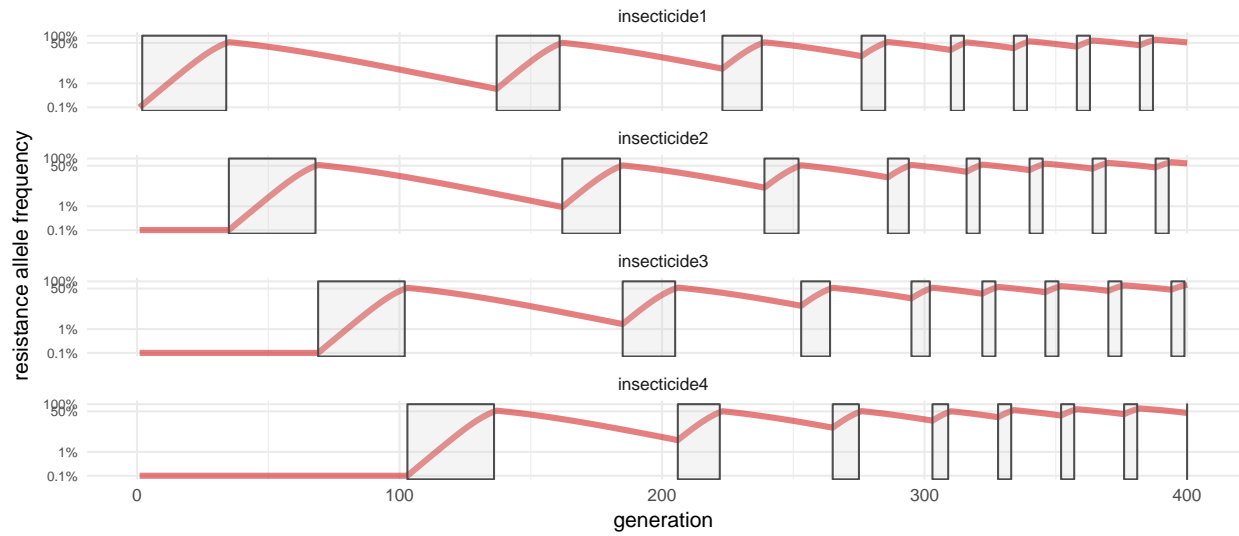 insecticide1
100%
50%
1%
0.1%
insecticide2
100%
50%
1%
0.1%
insecticide3
100%
50%
1%
0.1%
insecticide4
100%
50%
1%
0.1%
0 100 200 300 400
generation
resistance allele frequency